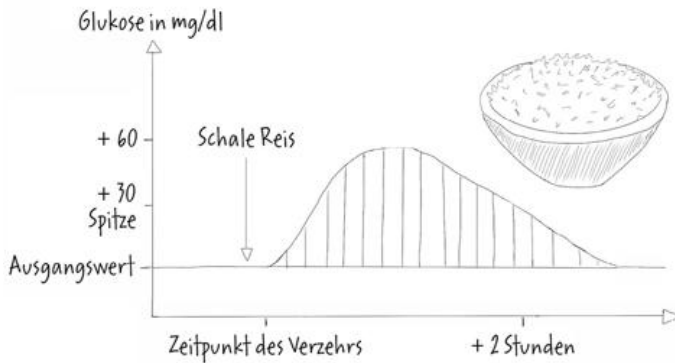 Glukose in mg/dl
+ 60
Schale Reis
+ 30
Spitze
Ausgangswert
Zeitpunkt des Verzehrs
+ 2 Stunden